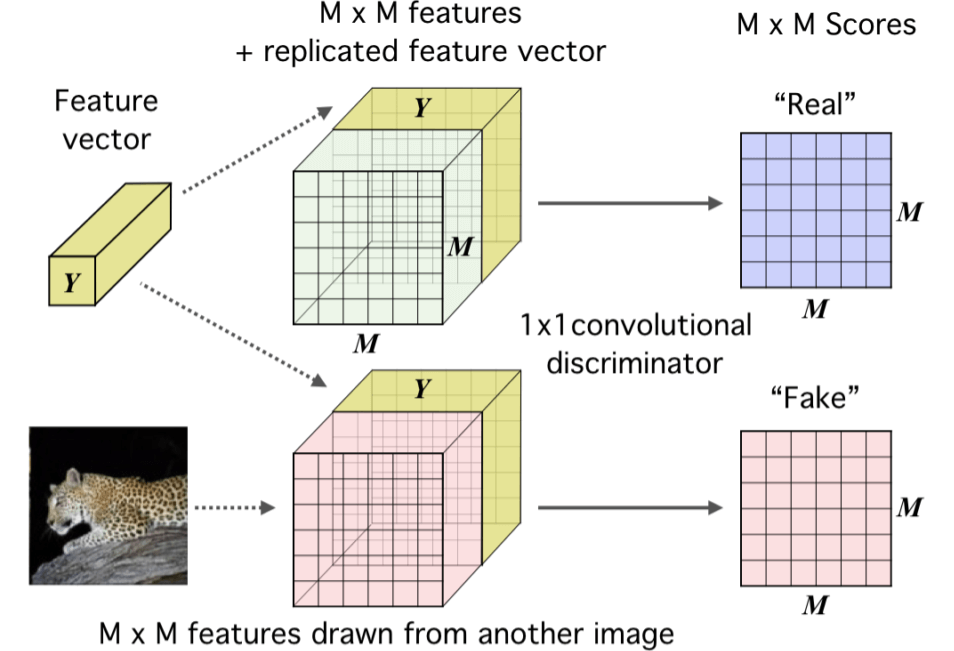 M x M features
+ replicated feature vector
M x M Scores
Feature
vector
Y
Y
M
M
“Real”
M
M
1x1convolutional
discriminator
Y
“Fake”
M
M
M x M features drawn from another image